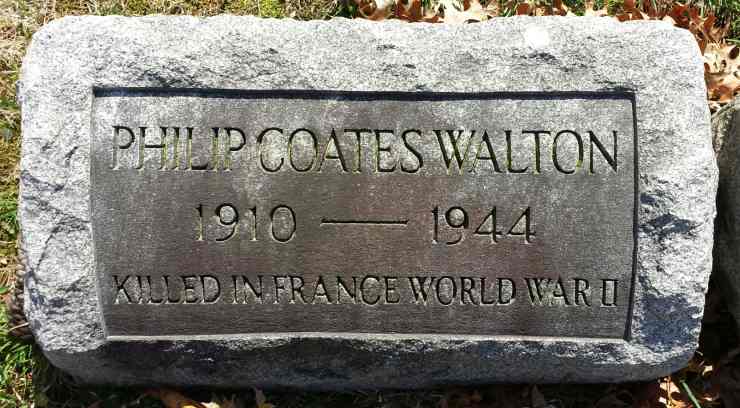 PHILIP COATES WALTON
1910 — 1944
KILLED IN FRANCE WORLD WAR II